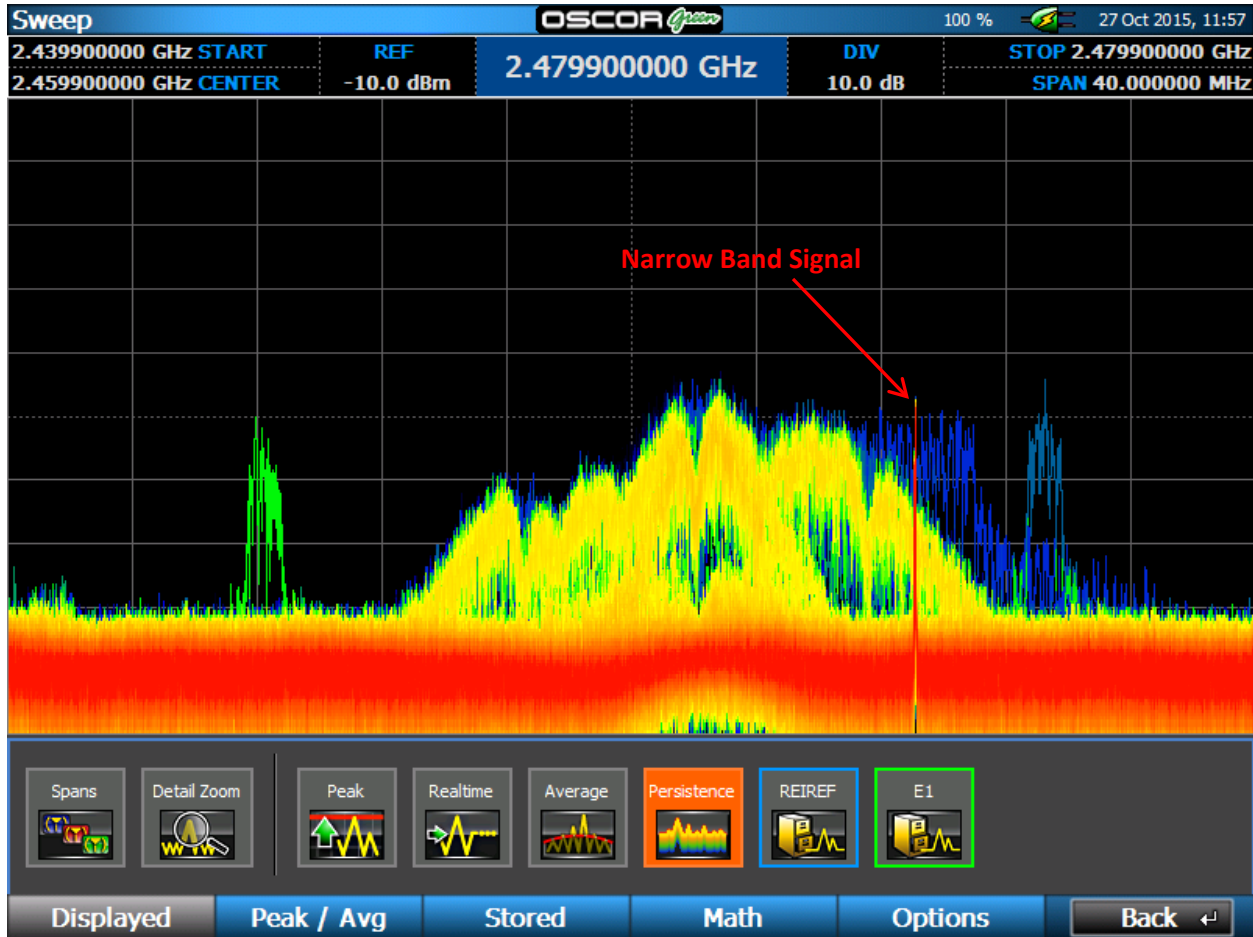 Sweep OSCOR Green 100 % 27 Oct 2015, 11:57
2.439900000 GHz START REF 2.479900000 GHz DIV STOP 2.479900000 GHz
2.459900000 GHz CENTER -10.0 dBm 10.0 dB SPAN 40.000000 MHz
Narrow Band Signal
Spans Detail Zoom Peak Realtime Average Persistence REIREF E1
Displayed Peak / Avg Stored Math Options Back